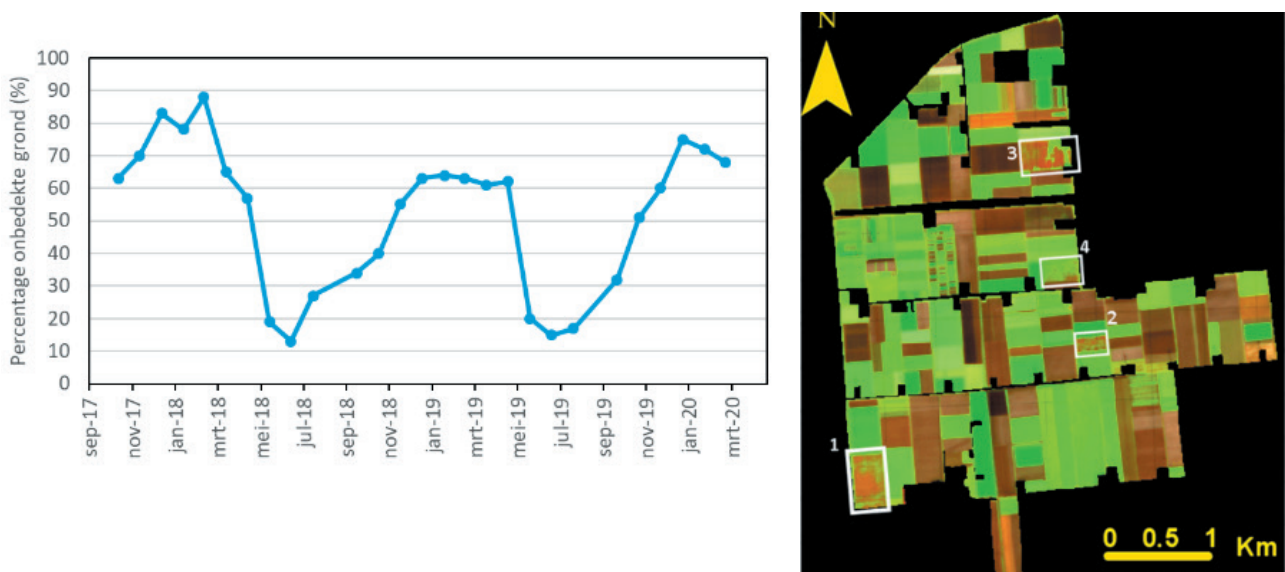 Percentage onbedekte grond (%)
100
90
80
70
60
50
40
30
20
10
0
sep-17
nov-17
jan-18
mrt-18
mei-18
jul-18
sep-18
nov-18
jan-19
mrt-19
mei-19
jul-19
sep-19
nov-19
jan-20
mrt-20
N
3
4
2
1
0 0.5 1 Km